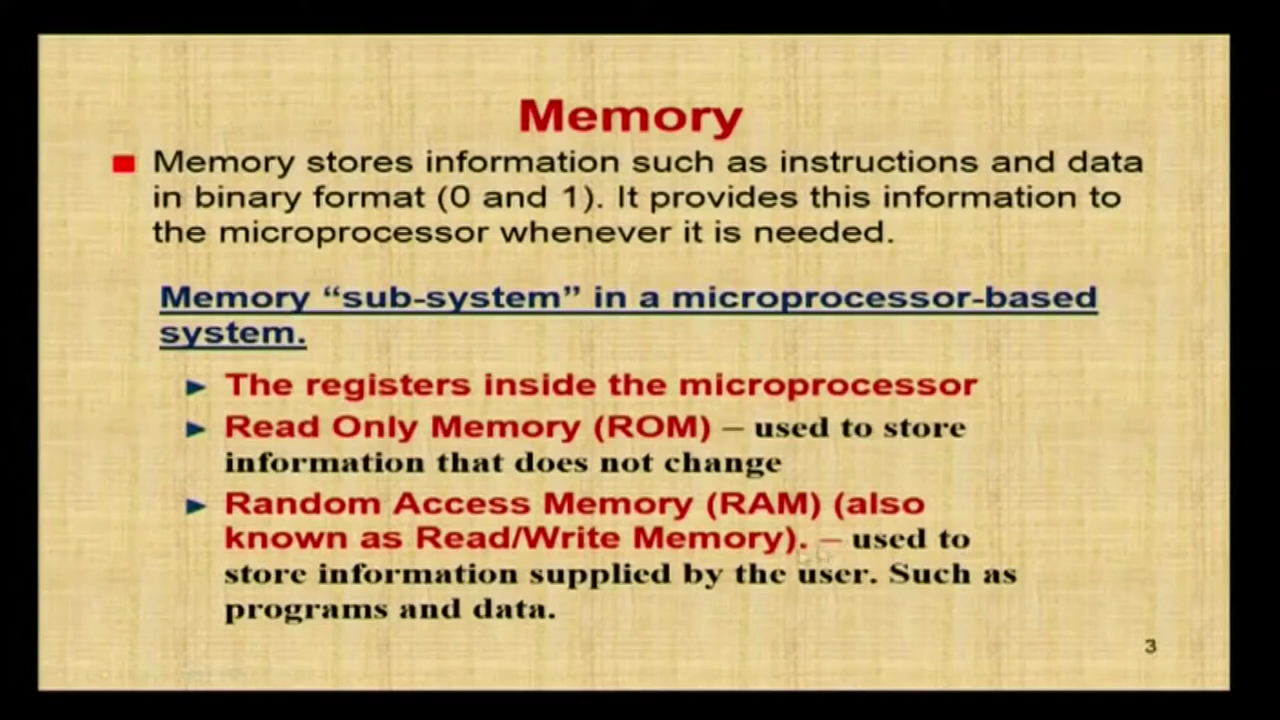 Memory
Memory stores information such as instructions and data
in binary format (0 and 1). It provides this information to
the microprocessor whenever it is needed.
Memory “sub-system” in a microprocessor-based
system.
► The registers inside the microprocessor
► Read Only Memory (ROM) – used to store
information that does not change
► Random Access Memory (RAM) (also
known as Read/Write Memory). – used to
store information supplied by the user. Such as
programs and data.
3